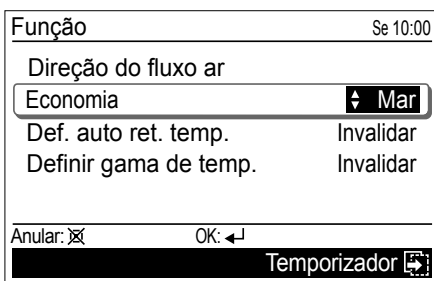 Função Se 10:00
Direção do fluxo ar
Economia Mar
Def. auto ret. temp. Invalidar
Definir gama de temp. Invalidar
Anular: OK:
Temporizador